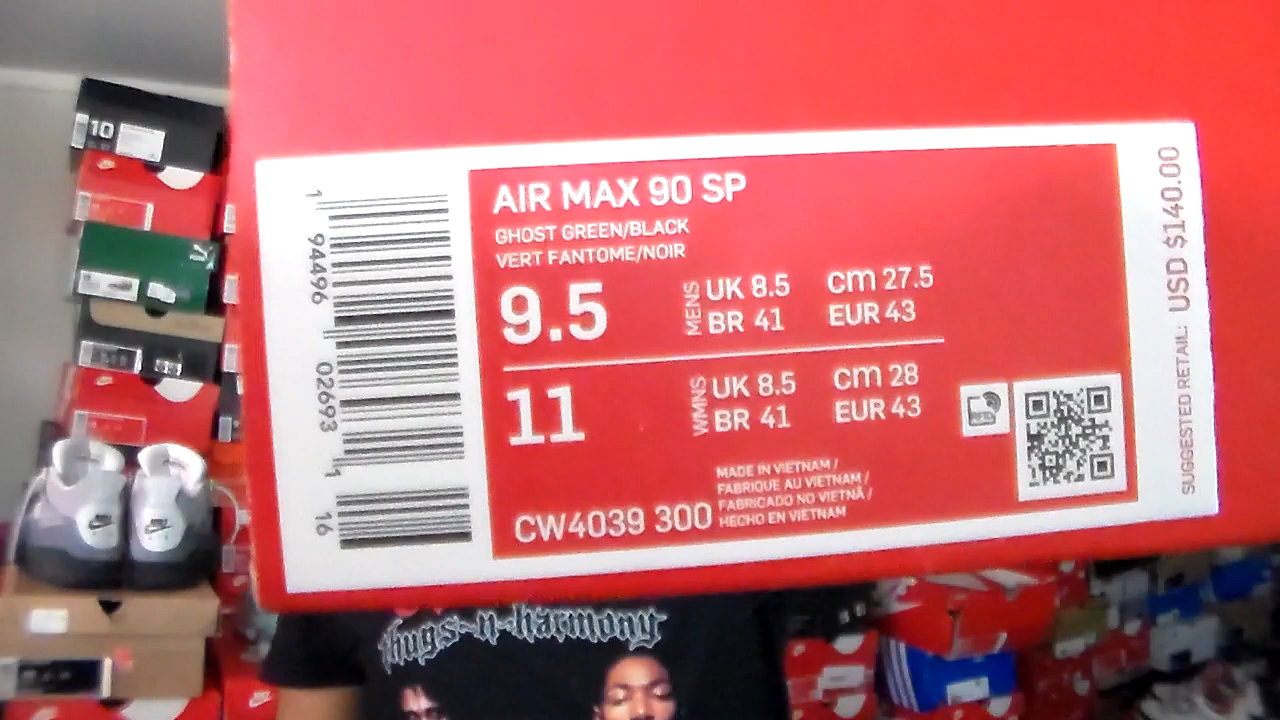 10
AIR MAX 90 SP
GHOST GREEN/BLACK
VERT FANTOME/NOIR
9.5
MENS
UK 8.5
cm 27.5
BR 41
EUR 43
11
WMNS
UK 8.5
cm 28
BR 41
EUR 43
MADE IN VIETNAM /
FABRIQUE AU VIETNAM /
FABRICADO NO VIETNÃ /
HECHO EN VIETNAM
CW4039 300
1 94496 02693 1 16
SUGGESTED RETAIL: USD $140.00
thugs-n-harmony